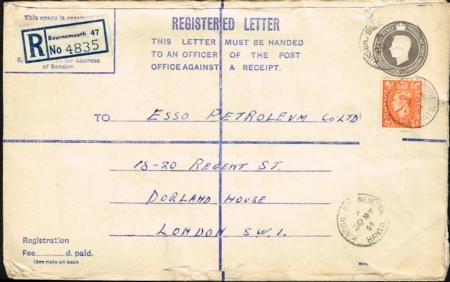 This space is
R Bournemouth 47
No 4835
for address
of Sender.
REGISTERED LETTER
THIS LETTER MUST BE HANDED
TO AN OFFICER OF THE POST
OFFICE AGAINST A RECEIPT.
TO ESSO PETROLEUM Co LTD
18-20 REGENT ST.
DORLAND HOUSE
LONDON S.W.1.
Registration
Fee d. paid.
(See note on back
HANTS